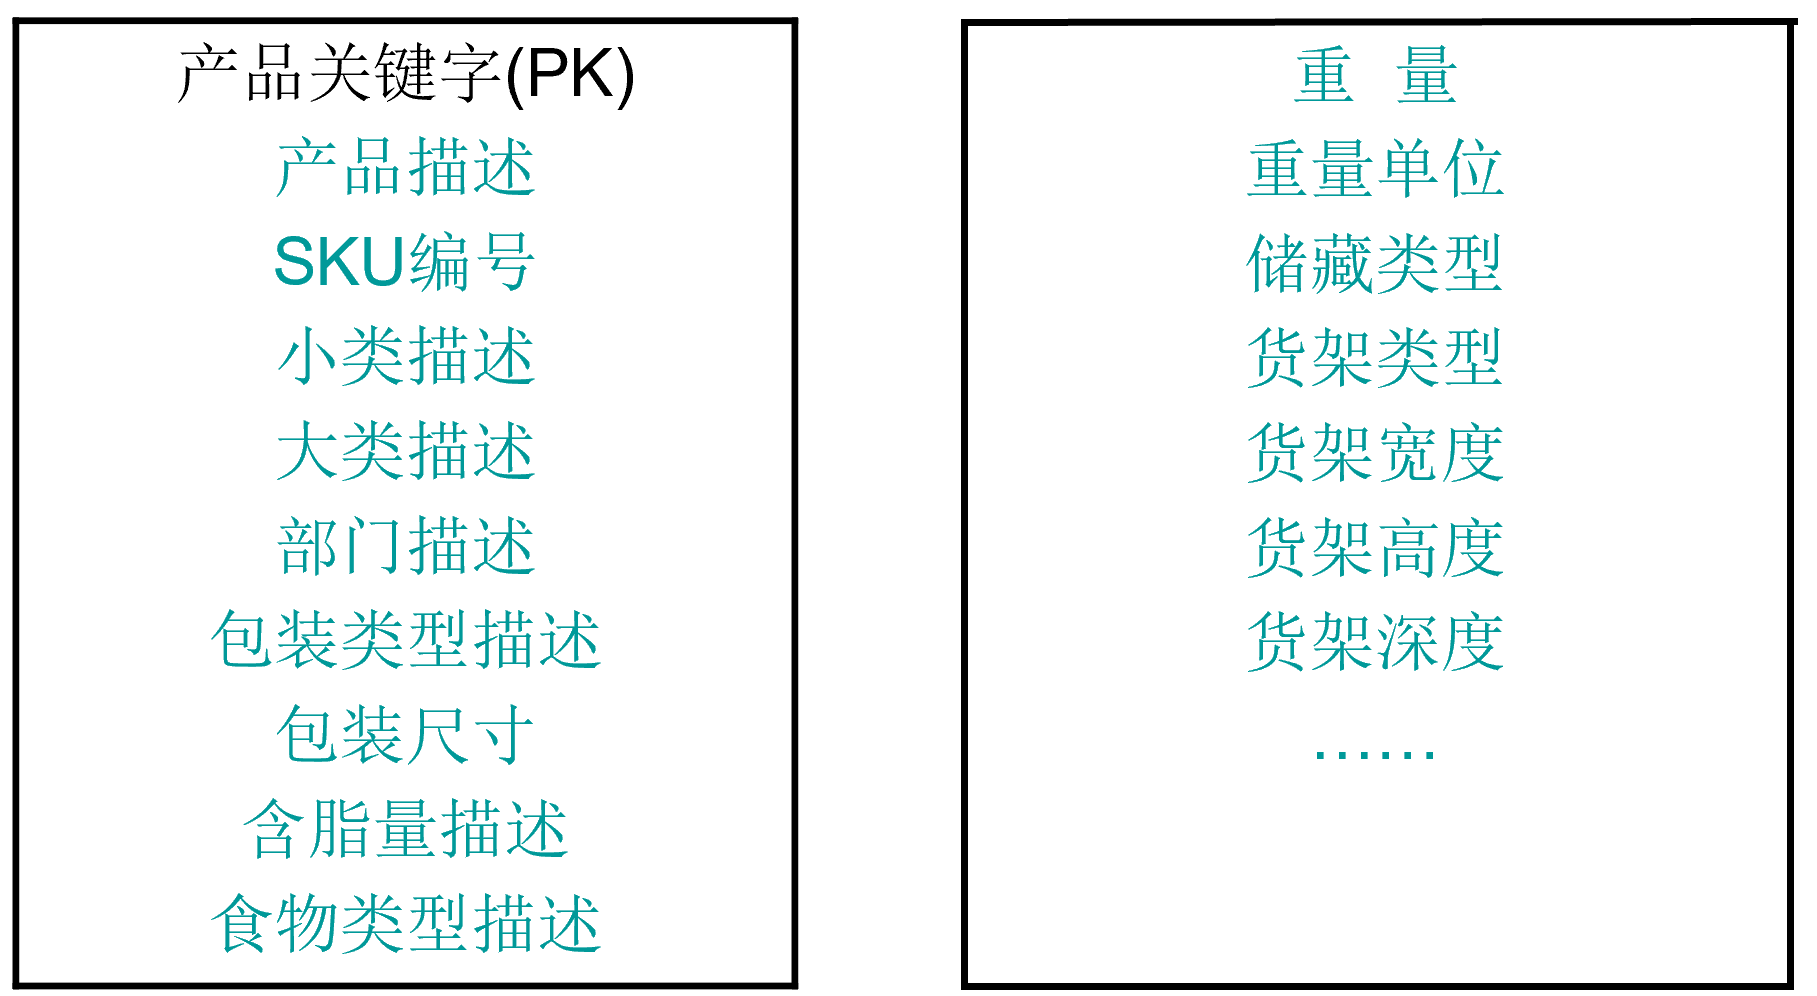 产品关键字(PK)
产品描述
SKU编号
小类描述
大类描述
部门描述
包装类型描述
包装尺寸
含脂量描述
食物类型描述
重 量
重量单位
储藏类型
货架类型
货架宽度
货架高度
货架深度
……